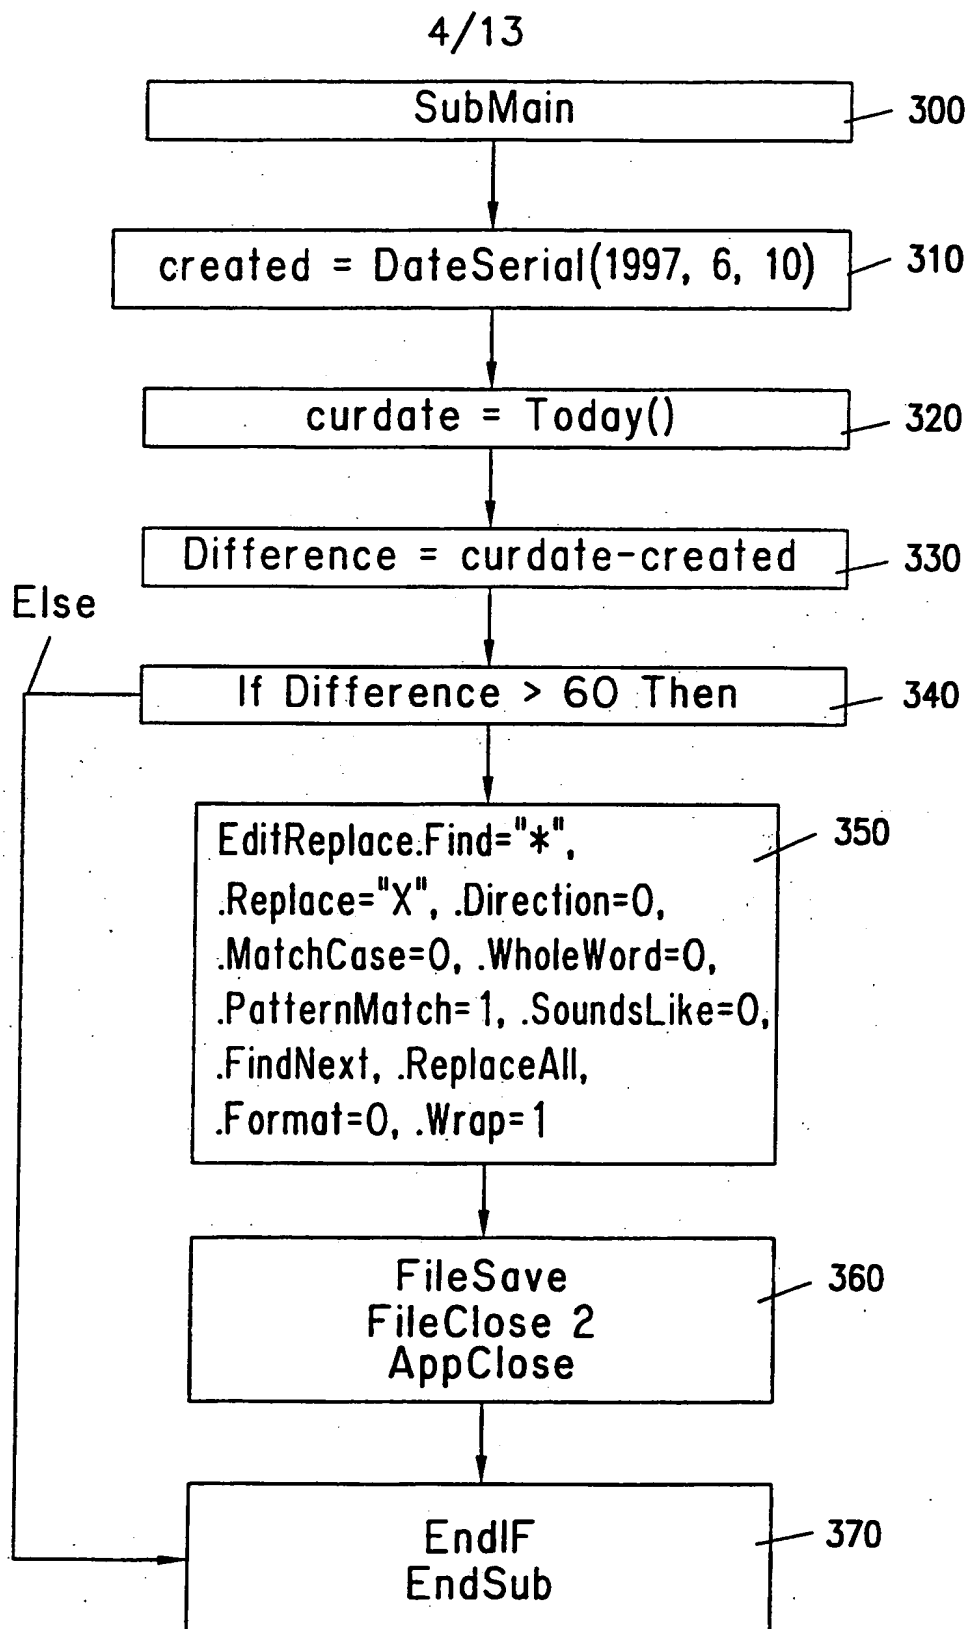 4/13
SubMain
300
created = DateSerial(1997, 6, 10)
310
curdate = Today()
320
Difference = curdate-created
330
Else
If Difference > 60 Then
340
EditReplace.Find="*",
.Replace="X", .Direction=0,
.MatchCase=0, .WholeWord=0,
.PatternMatch=1, .SoundsLike=0,
.FindNext, .ReplaceAll,
.Format=0, .Wrap=1
350
FileSave
FileClose 2
AppClose
360
EndIF
EndSub
370